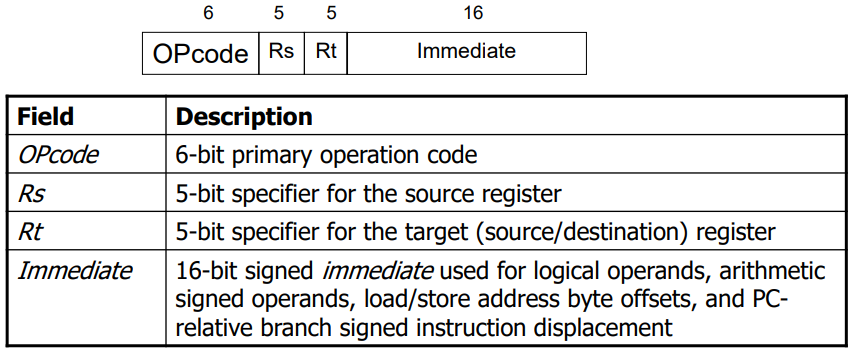 6 5 5 16
OPcode Rs Rt Immediate
Field Description
OPcode 6-bit primary operation code
Rs 5-bit specifier for the source register
Rt 5-bit specifier for the target (source/destination) register
Immediate 16-bit signed immediate used for logical operands, arithmetic
signed operands, load/store address byte offsets, and PC-
relative branch signed instruction displacement